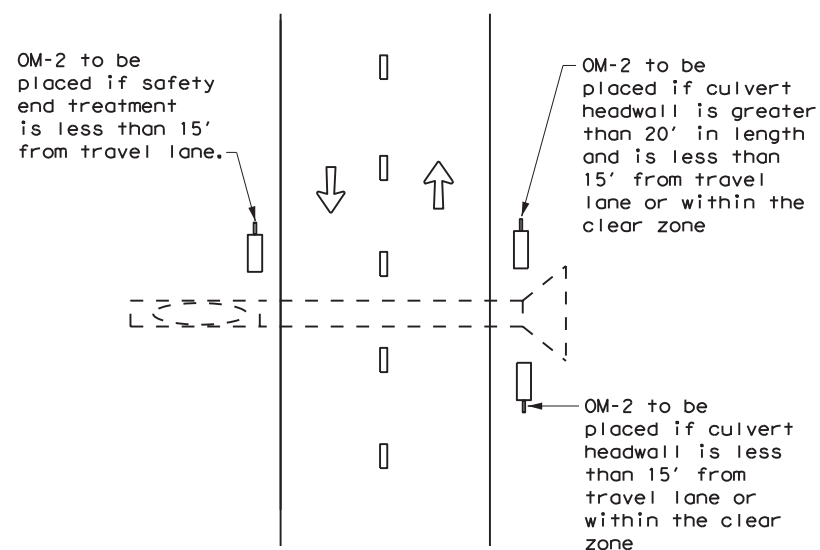 OM-2 to be
placed if safety
end treatment
is less than 15'
from travel lane.
OM-2 to be
placed if culvert
headwall is greater
than 20' in length
and is less than
15' from travel
lane or within the
clear zone
OM-2 to be
placed if culvert
headwall is less
than 15' from
travel lane or
within the clear
zone